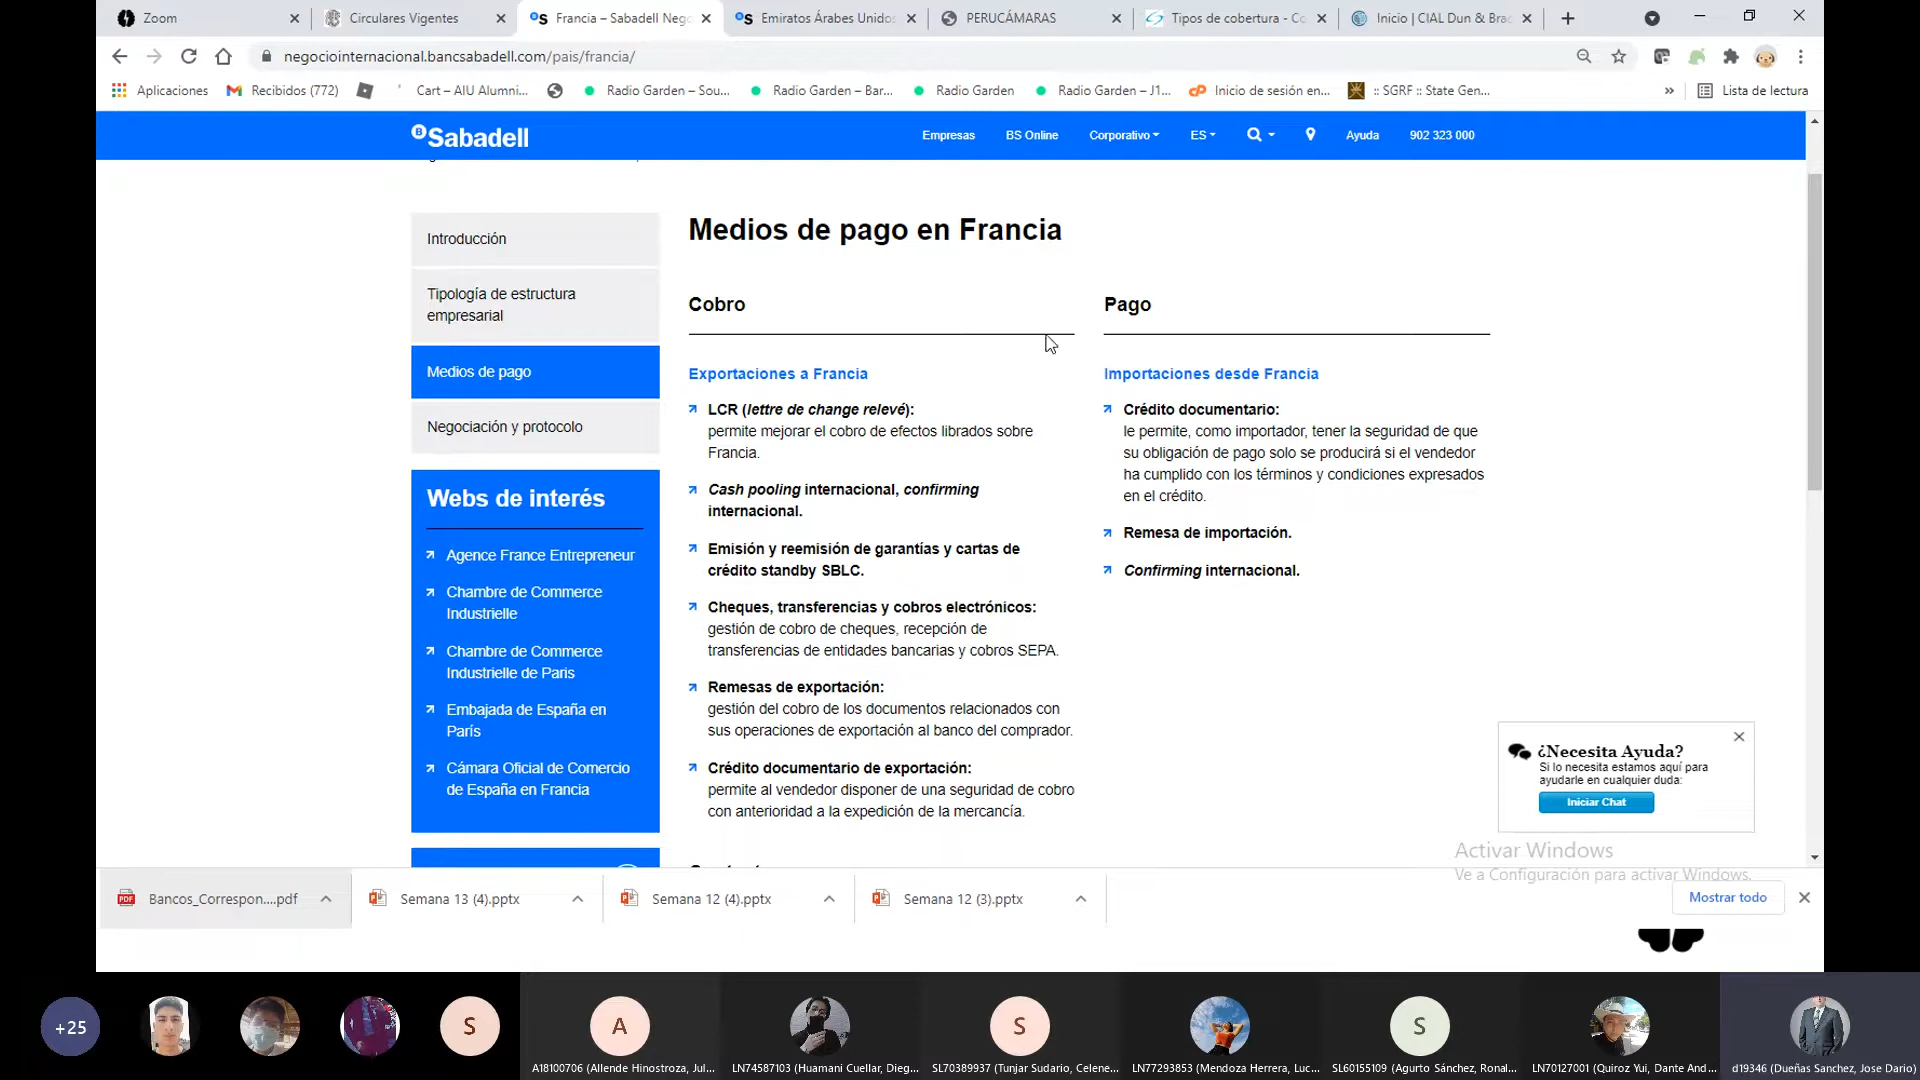 Zoom
Circulares Vigentes
Francia – Sabadell Nego
Emiratos Árabes Unidos
PERUCÁMARAS
Tipos de cobertura - Co
Inicio | CIAL Dun & Brad
negociointernacional.bancsabadell.com/pais/francia/
Aplicaciones
Recibidos (772)
Cart – AIU Alumni...
Radio Garden – Sou...
Radio Garden – Bar...
Radio Garden
Radio Garden – J1...
Inicio de sesión en...
:: SGRF :: State Gen...
Lista de lectura
Sabadell
Empresas
BS Online
Corporativo
ES
Ayuda
902 323 000
Introducción
Tipología de estructura
empresarial
Medios de pago
Negociación y protocolo
Webs de interés
Agence France Entrepreneur
Chambre de Commerce
Industrielle
Chambre de Commerce
Industrielle de Paris
Embajada de España en
París
Cámara Oficial de Comercio
de España en Francia
Medios de pago en Francia
Cobro
Exportaciones a Francia
LCR (lettre de change relevé):
permite mejorar el cobro de efectos librados sobre
Francia.
Cash pooling internacional, confirming
internacional.
Emisión y reemisión de garantías y cartas de
crédito standby SBLC.
Cheques, transferencias y cobros electrónicos:
gestión de cobro de cheques, recepción de
transferencias de entidades bancarias y cobros SEPA.
Remesas de exportación:
gestión del cobro de los documentos relacionados con
sus operaciones de exportación al banco del comprador.
Crédito documentario de exportación:
permite al vendedor disponer de una seguridad de cobro
con anterioridad a la expedición de la mercancía.
Pago
Importaciones desde Francia
Crédito documentario:
le permite, como importador, tener la seguridad de que
su obligación de pago solo se producirá si el vendedor
ha cumplido con los términos y condiciones expresados
en el crédito.
Remesa de importación.
Confirming internacional.
¿Necesita Ayuda?
Si lo necesita estamos aquí para
ayudarle en cualquier duda:
Iniciar Chat
Activar Windows
Ve a Configuración para activar Windows.
Bancos_Correspon....pdf
Semana 13 (4).pptx
Semana 12 (4).pptx
Semana 12 (3).pptx
Mostrar todo
+25
S
A
S
S
A18100706 (Allende Hinostroza, Jul...
LN74587103 (Huamani Cuellar, Dieg...
SL70389937 (Tunjar Sudario, Celene...
LN77293853 (Mendoza Herrera, Luc...
SL60155109 (Agurto Sánchez, Ronal...
LN70127001 (Quiroz Yui, Dante And...
d19346 (Dueñas Sanchez, Jose Dario)